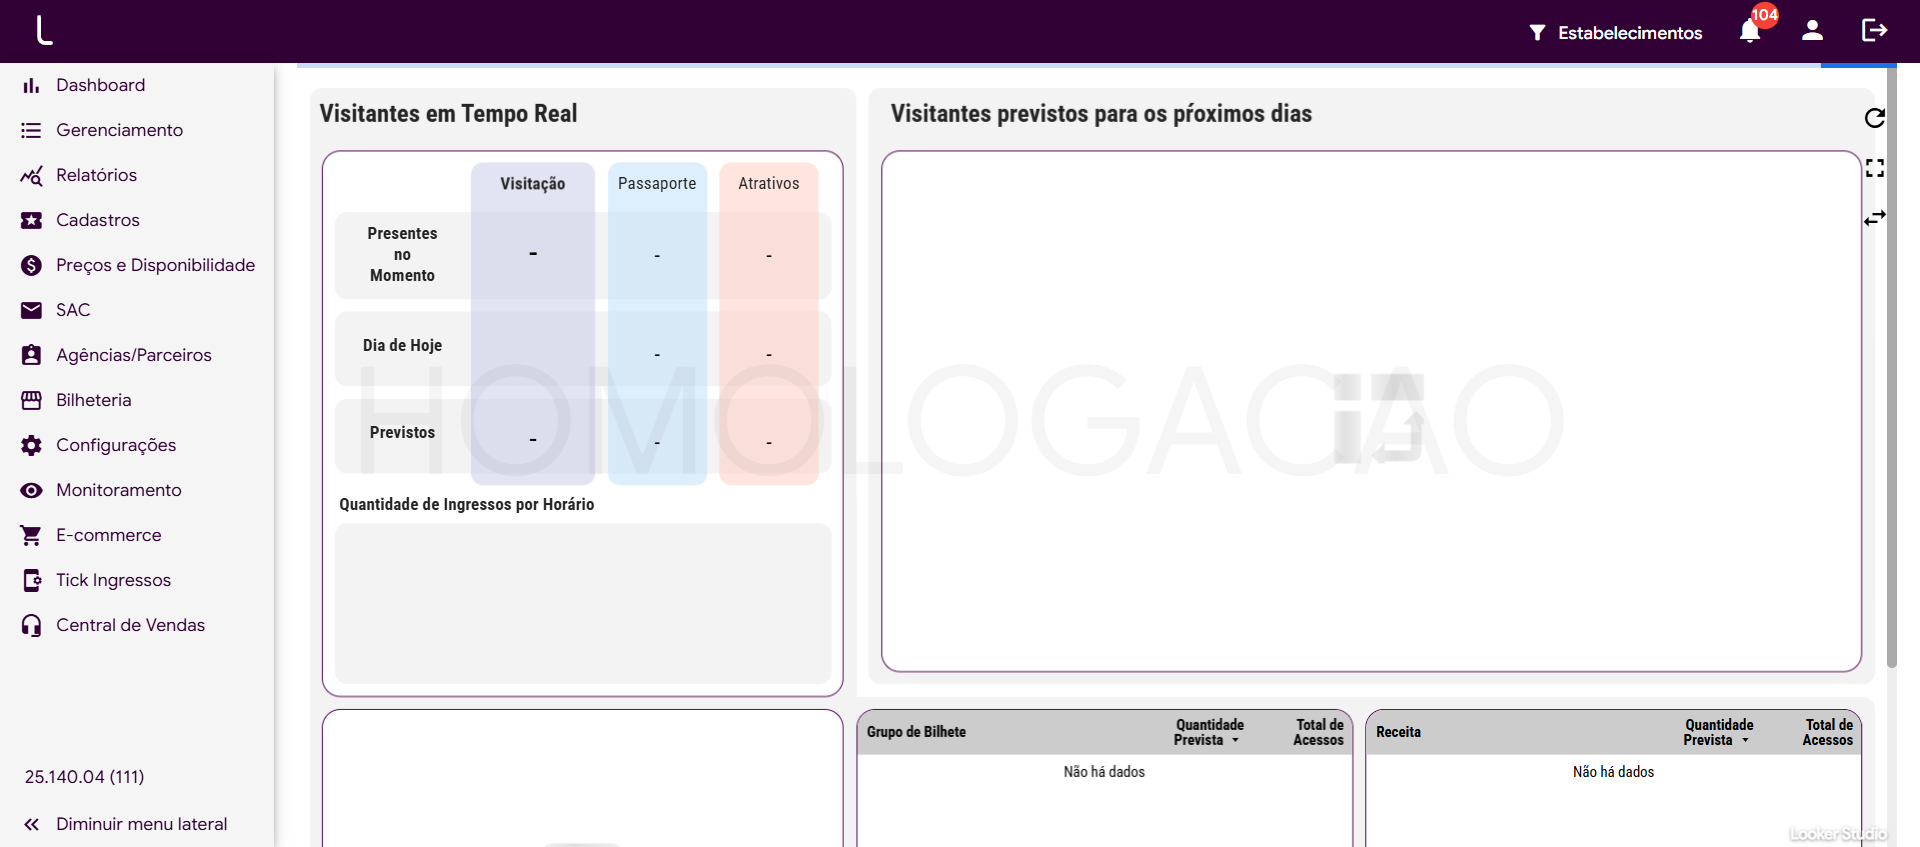 Estabelecimentos
104
Dashboard
Gerenciamento
Relatórios
Cadastros
Preços e Disponibilidade
SAC
Agências/Parceiros
Bilheteria
Configurações
Monitoramento
E-commerce
Tick Ingressos
Central de Vendas
25.140.04 (111)
Diminuir menu lateral
Visitantes em Tempo Real
Visitação
Passaporte
Atrativos
Presentes
no
Momento
-
-
-
Dia de Hoje
-
-
Previstos
-
-
-
Quantidade de Ingressos por Horário
Visitantes previstos para os pŕoximos dias
HOMOLOGACAO
Grupo de Bilhete
Quantidade
Prevista
Total de
Acessos
Não há dados
Receita
Quantidade
Prevista
Total de
Acessos
Não há dados
Looker Studio